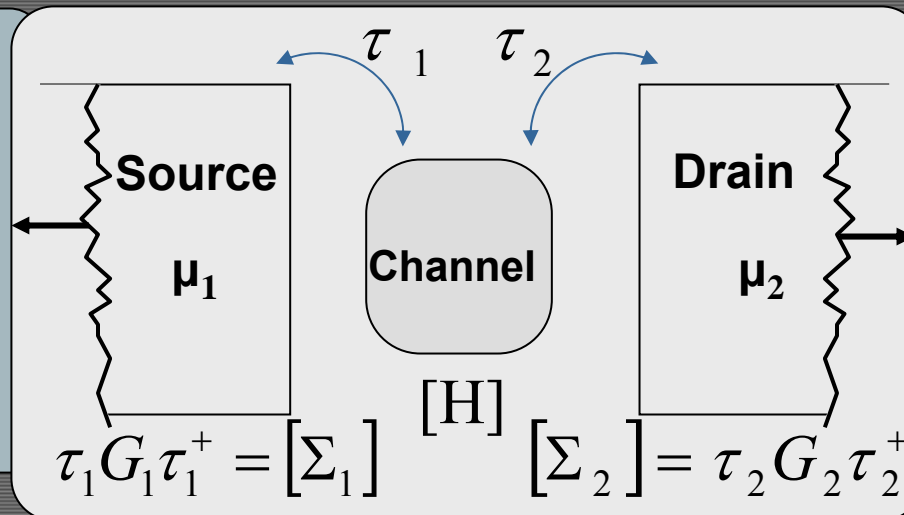 τ 1 τ 2
Source
Drain
μ1
Channel
μ2
[H]
τ1G1τ1+ = [Σ1]
[Σ2] = τ2G2τ2+